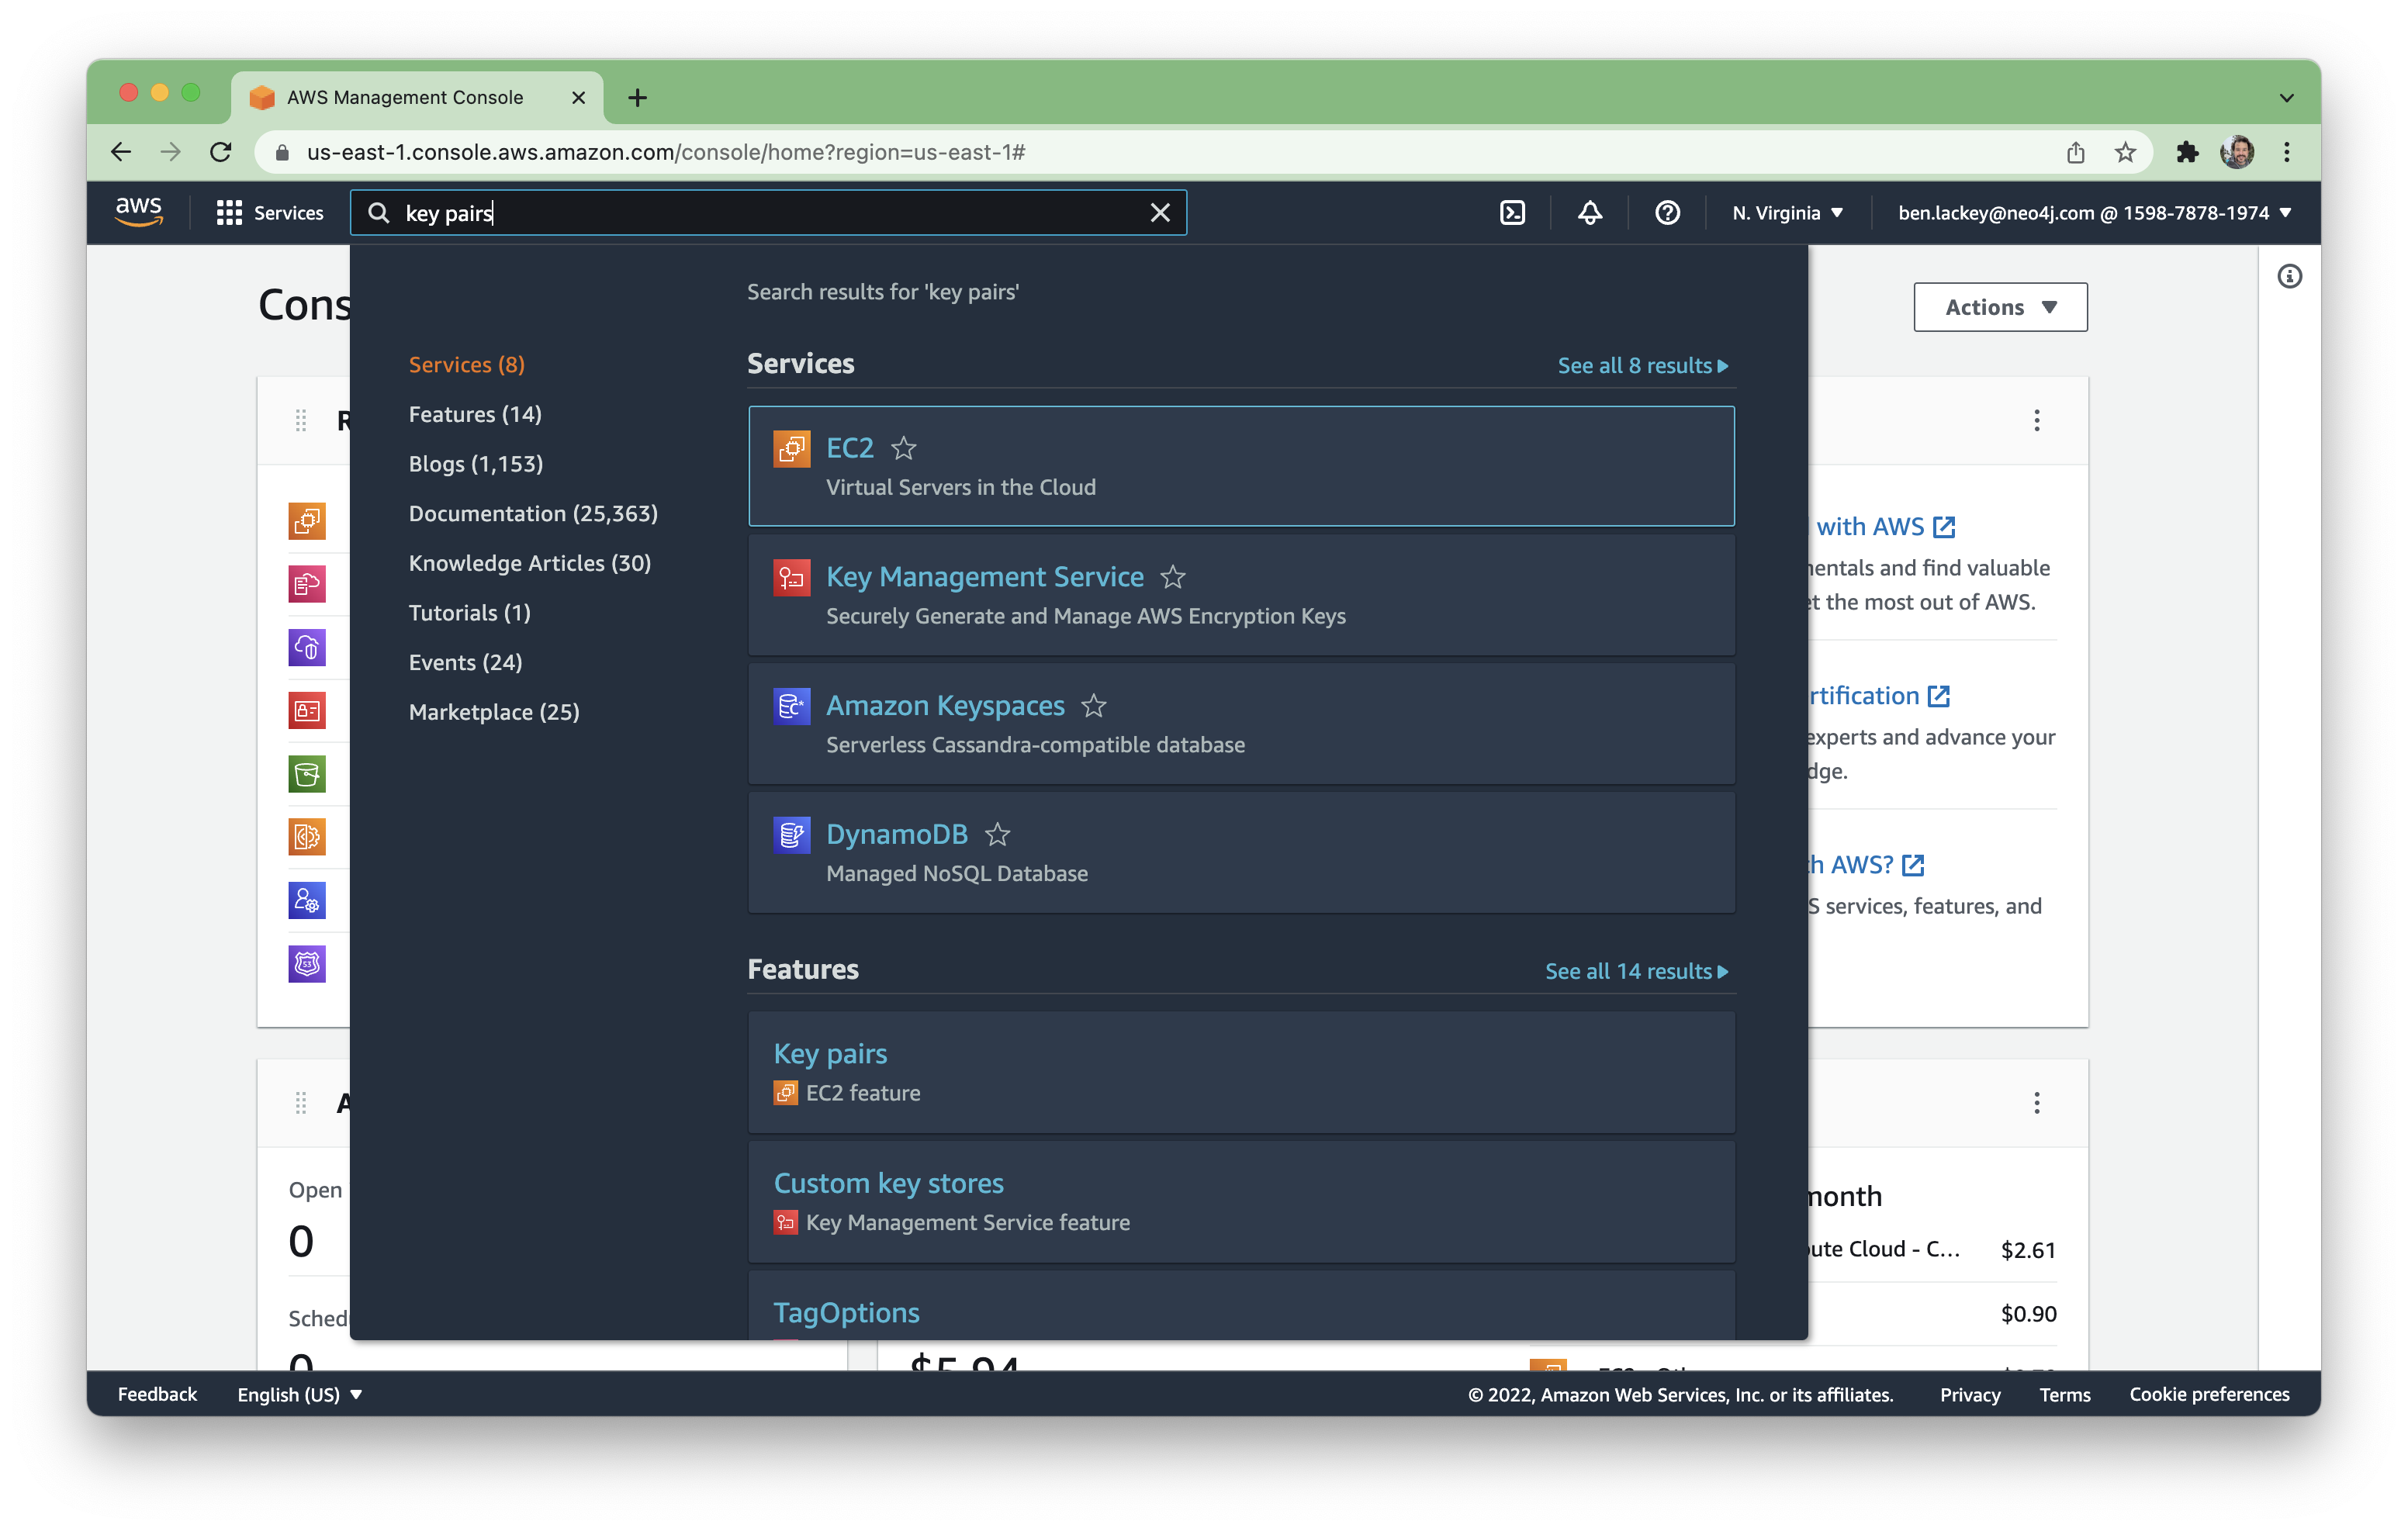 AWS Management Console
us-east-1.console.aws.amazon.com/console/home?region=us-east-1#
aws
Services
key pairs
N. Virginia
ben.lackey@neo4j.com @ 1598-7878-1974
Cons
Actions
Search results for 'key pairs'
Services (8)
Features (14)
Blogs (1,153)
Documentation (25,363)
Knowledge Articles (30)
Tutorials (1)
Events (24)
Marketplace (25)
Services
See all 8 results
EC2
Virtual Servers in the Cloud
Key Management Service
Securely Generate and Manage AWS Encryption Keys
Amazon Keyspaces
Serverless Cassandra-compatible database
DynamoDB
Managed NoSQL Database
Features
See all 14 results
Key pairs
EC2 feature
Custom key stores
Key Management Service feature
TagOptions
R
with AWS
mentals and find valuable
et the most out of AWS.
rtification
experts and advance your
dge.
h AWS?
S services, features, and
A
Open
0
Sched
0
month
ute Cloud - C... $2.61
$0.90
$5.94
Feedback
English (US)
© 2022, Amazon Web Services, Inc. or its affiliates.
Privacy
Terms
Cookie preferences